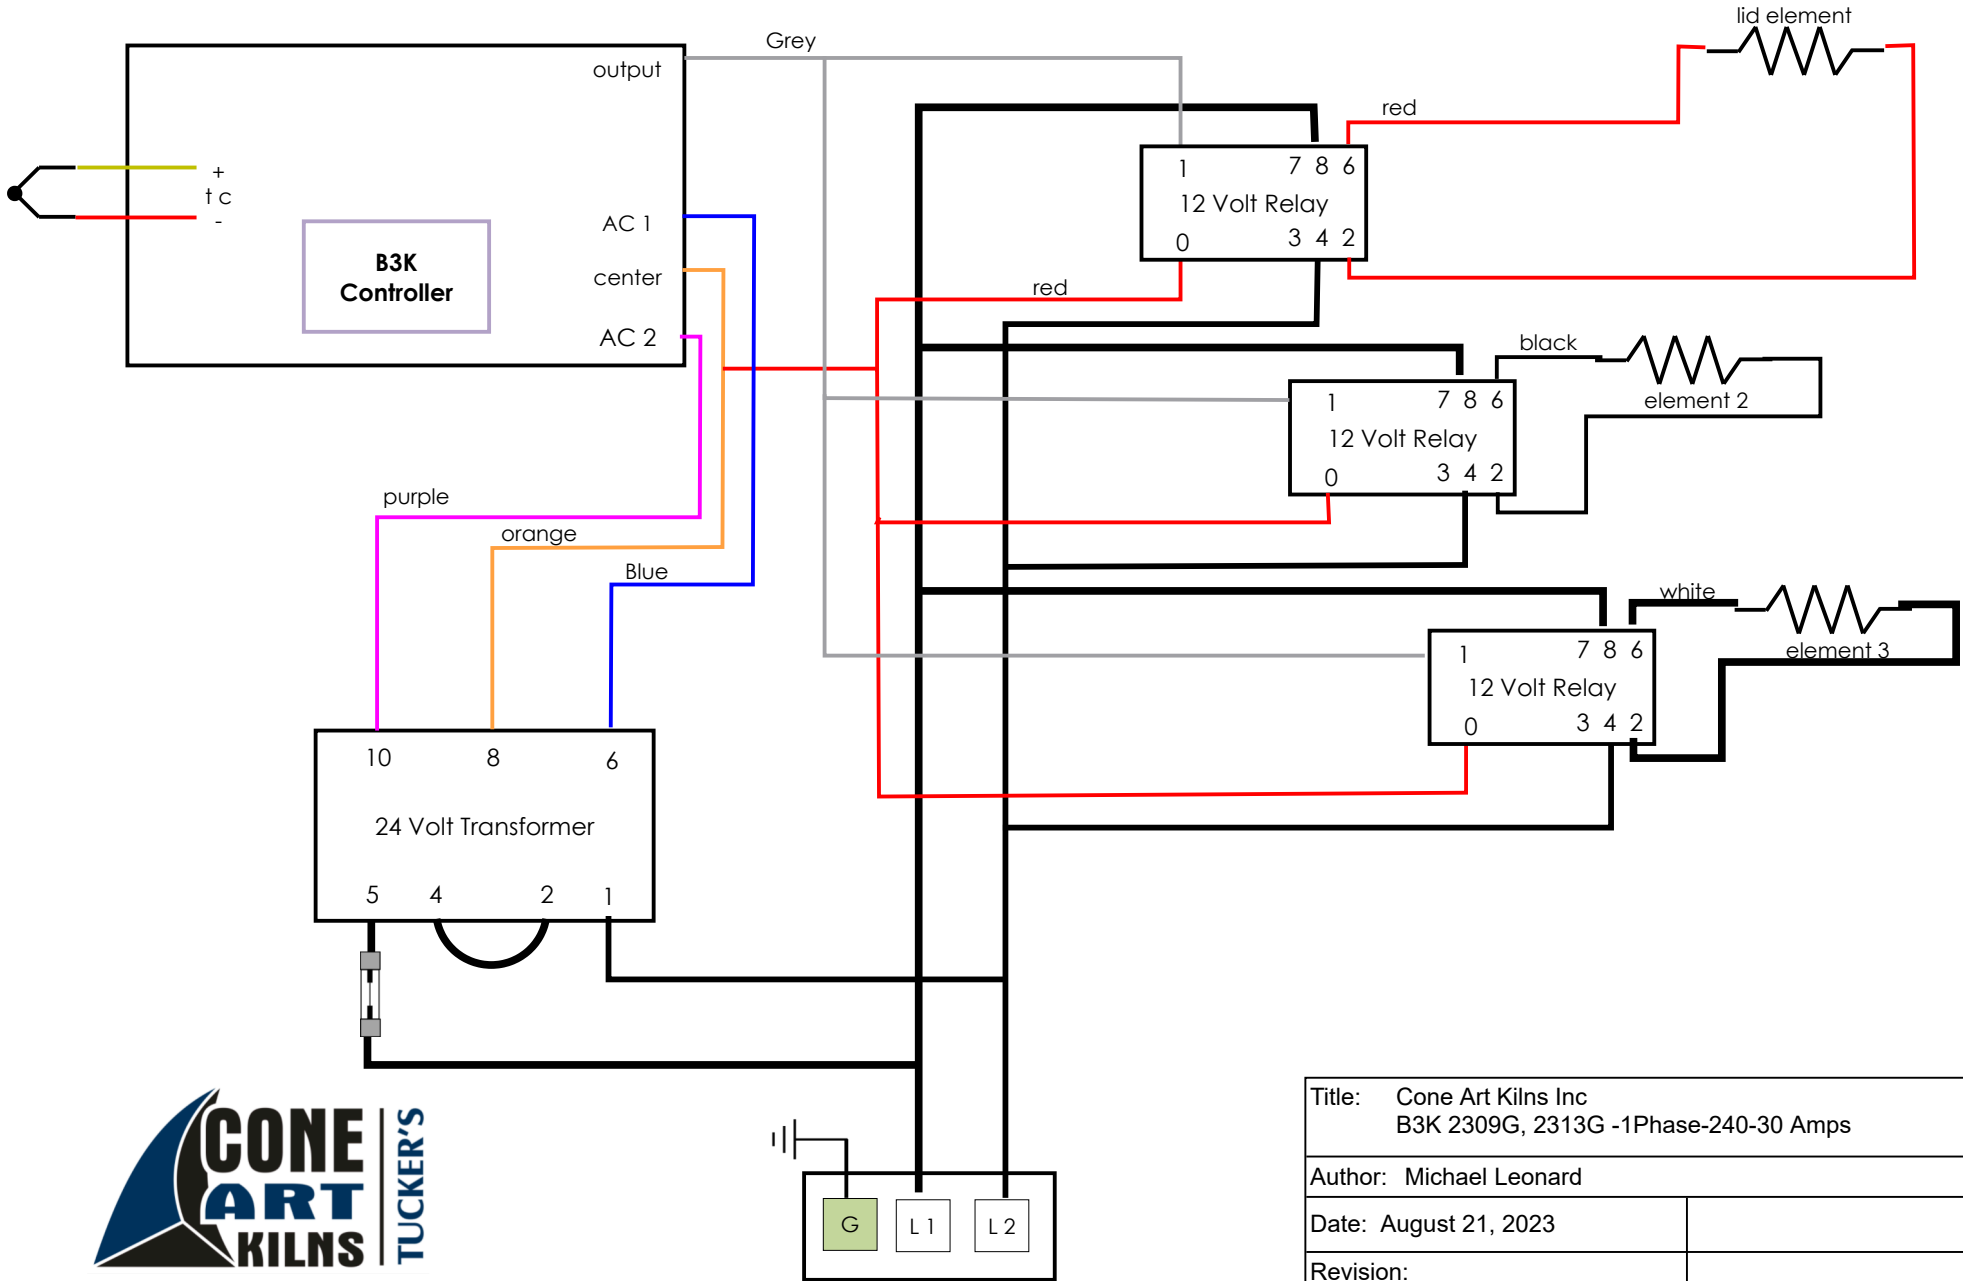 lid element
Grey
output
red
1 7 8 6
12 Volt Relay
0 3 4 2
+
t c
-
AC 1
center
AC 2
B3K
Controller
red
black
element 2
1 7 8 6
12 Volt Relay
0 3 4 2
purple
orange
Blue
white
element 3
1 7 8 6
12 Volt Relay
0 3 4 2
10 8 6
24 Volt Transformer
5 4 2 1
CONE
ART
KILNS
TUCKER'S
G L 1 L 2
Title: Cone Art Kilns Inc
B3K 2309G, 2313G -1Phase-240-30 Amps
Author: Michael Leonard
Date: August 21, 2023
Revision: